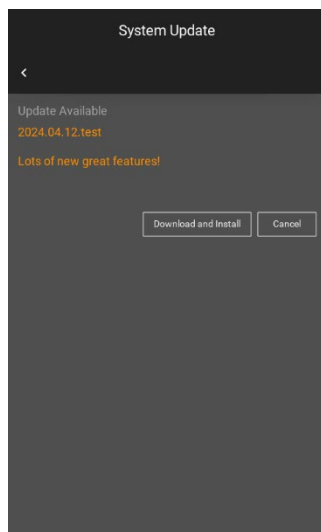 System Update
Update Available
2024.04.12.test
Lots of new great features!
Download and Install
Cancel